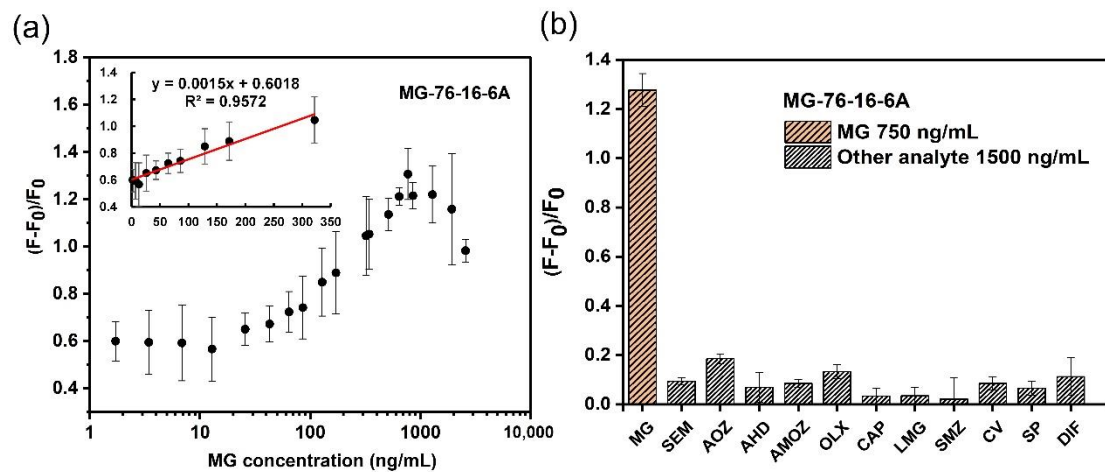 (a)
1.8
1.6
1.4
1.2
1.0
0.8
0.6
0.4
(F-F0)/F0
1
10
100
1000
10,000
MG concentration (ng/mL)
MG-76-16-6A
y = 0.0015x + 0.6018
R² = 0.9572
1.4
1.2
1.0
0.8
0.6
0.4
0 50 100 150 200 250 300 350
(b)
1.4
1.2
1.0
0.8
0.6
0.4
0.2
0.0
(F-F0)/F0
MG-76-16-6A
MG 750 ng/mL
Other analyte 1500 ng/mL
MG
SEM
AOZ
AHD
AMOZ
OLX
CAP
LMG
SMZ
CV
SP
DIF